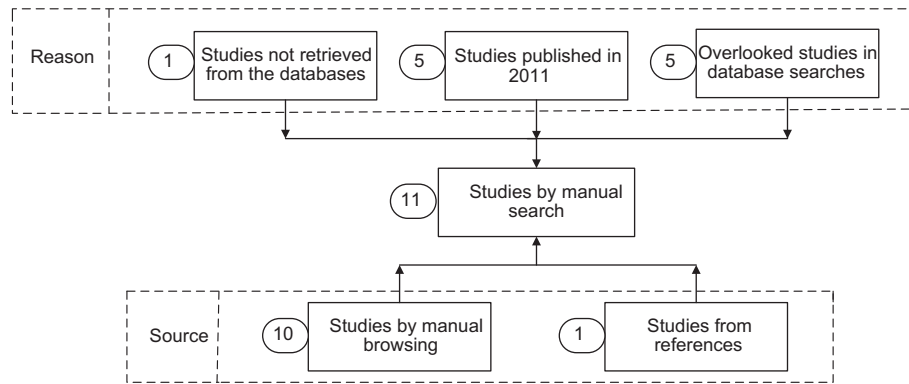 Reason
1
Studies not retrieved
from the databases
5
Studies published in
2011
5
Overlooked studies in
database searches
11
Studies by manual
search
Source
10
Studies by manual
browsing
1
Studies from
references